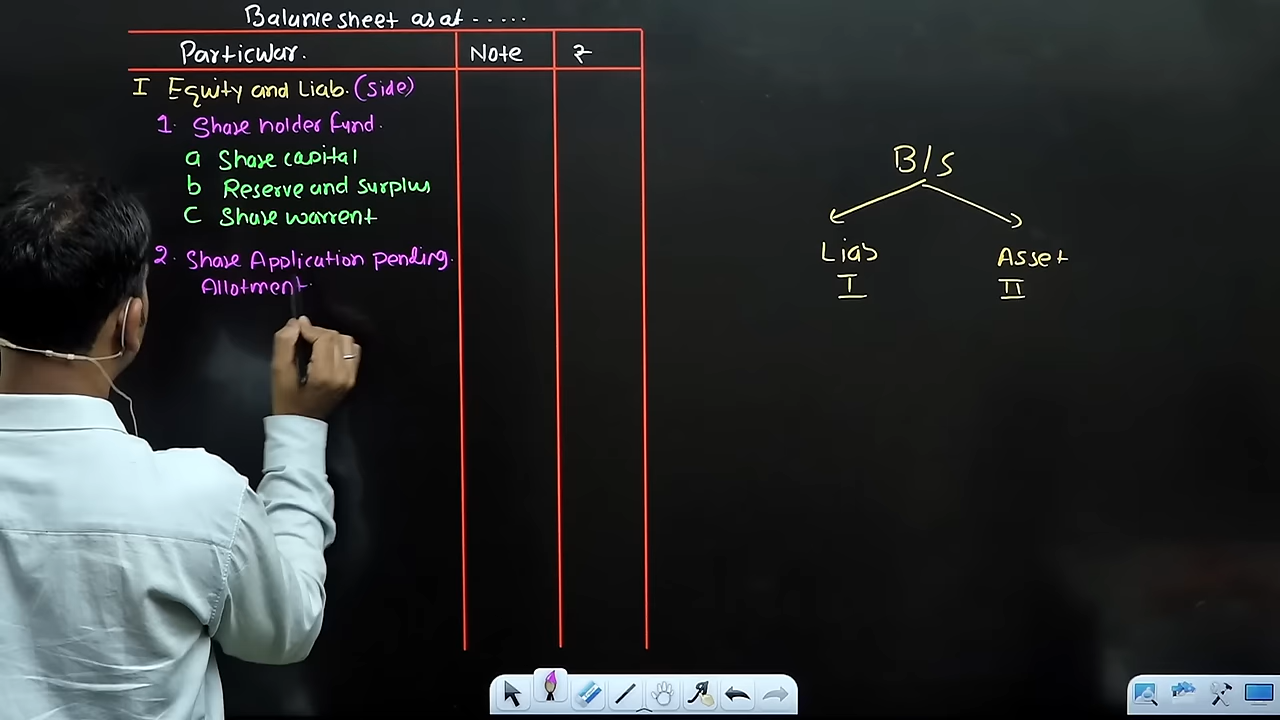 Balance sheet as at ......
Particular. Note ₹
I Equity and Liab. (side)
1. Share holder fund.
a Share capital
b Reserve and surplus
C Share warrent
2. Share Application pending.
Allotment.
B/S
Liab Asset
I II